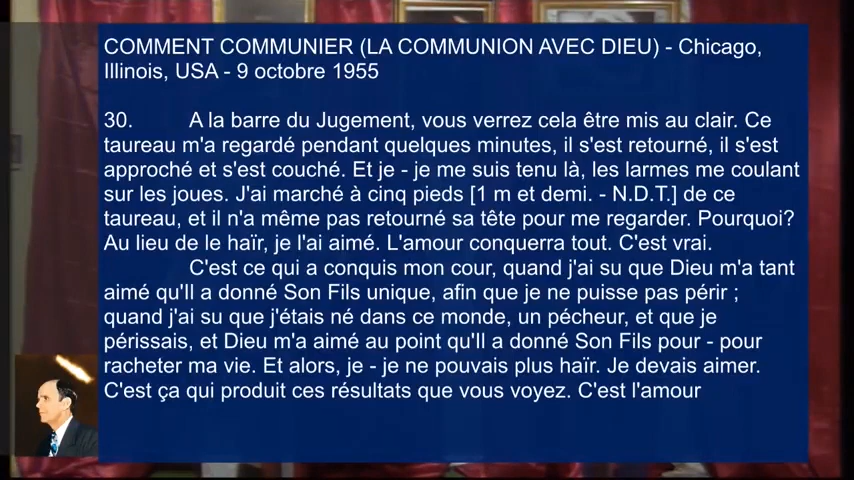 COMMENT COMMUNIER (LA COMMUNION AVEC DIEU) - Chicago,
Illinois, USA - 9 octobre 1955
30. A la barre du Jugement, vous verrez cela être mis au clair. Ce
taureau m'a regardé pendant quelques minutes, il s'est retourné, il s'est
approché et s'est couché. Et je - je me suis tenu là, les larmes me coulant
sur les joues. J'ai marché à cinq pieds [1 m et demi. - N.D.T.] de ce
taureau, et il n'a même pas retourné sa tête pour me regarder. Pourquoi?
Au lieu de le haïr, je l'ai aimé. L'amour conquerra tout. C'est vrai.
C'est ce qui a conquis mon cour, quand j'ai su que Dieu m'a tant
aimé qu'Il a donné Son Fils unique, afin que je ne puisse pas périr ;
quand j'ai su que j'étais né dans ce monde, un pécheur, et que je
périssais, et Dieu m'a aimé au point qu'Il a donné Son Fils pour - pour
racheter ma vie. Et alors, je - je ne pouvais plus haïr. Je devais aimer.
C'est ça qui produit ces résultats que vous voyez. C'est l'amour